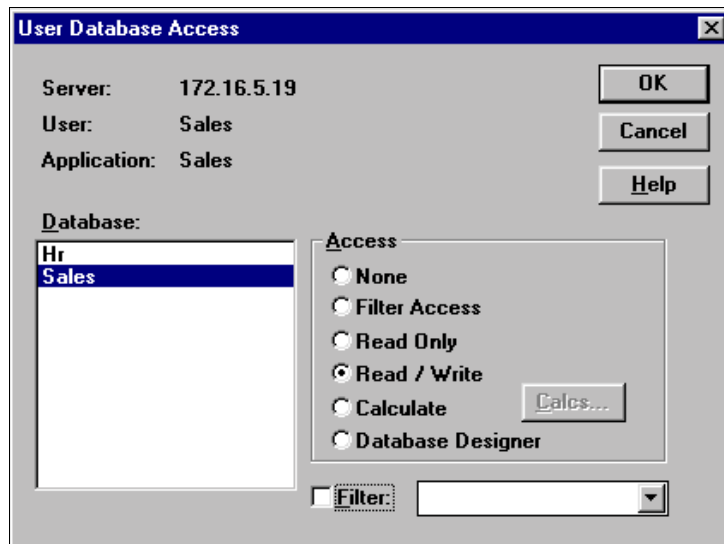 User Database Access
Server: 172.16.5.19
User: Sales
Application: Sales
OK
Cancel
Help
Database:
Hr
Sales
Access
None
Filter Access
Read Only
Read / Write
Calculate
Calcs...
Database Designer
Filter: